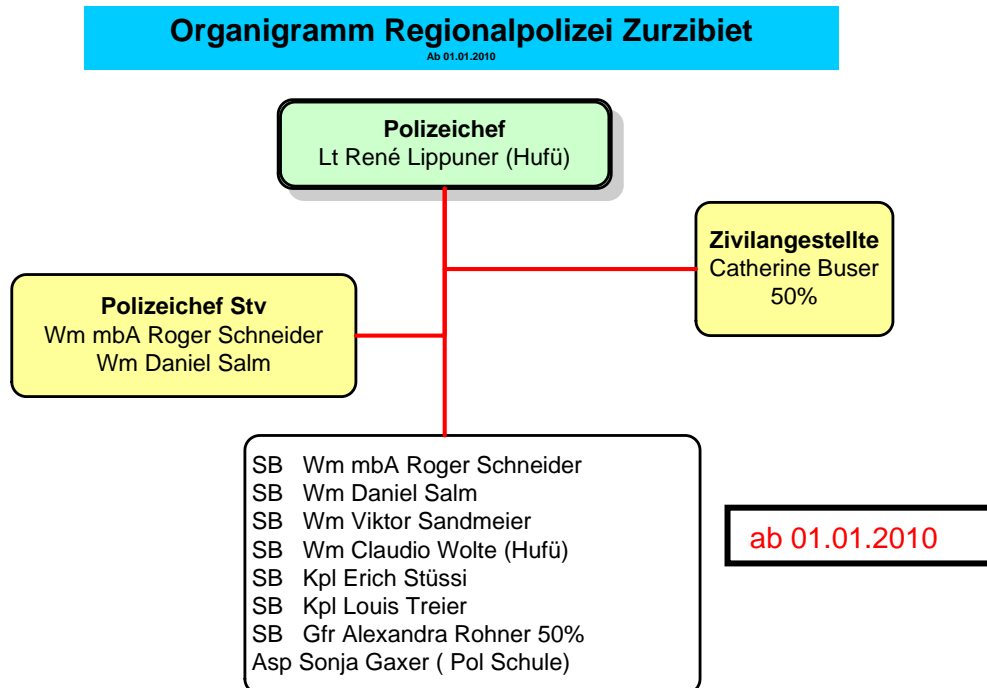 Organigramm Regionalpolizei Zurzibiet
Ab 01.01.2010
Polizeichef
Lt René Lippuner (Hufü)
Zivilangestellte
Catherine Buser
50%
Polizeichef Stv
Wm mbA Roger Schneider
Wm Daniel Salm
SB Wm mbA Roger Schneider
SB Wm Daniel Salm
SB Wm Viktor Sandmeier
SB Wm Claudio Wolte (Hufü)
SB Kpl Erich Stüssi
SB Kpl Louis Treier
SB Gfr Alexandra Rohner 50%
Asp Sonja Gaxer ( Pol Schule)
ab 01.01.2010